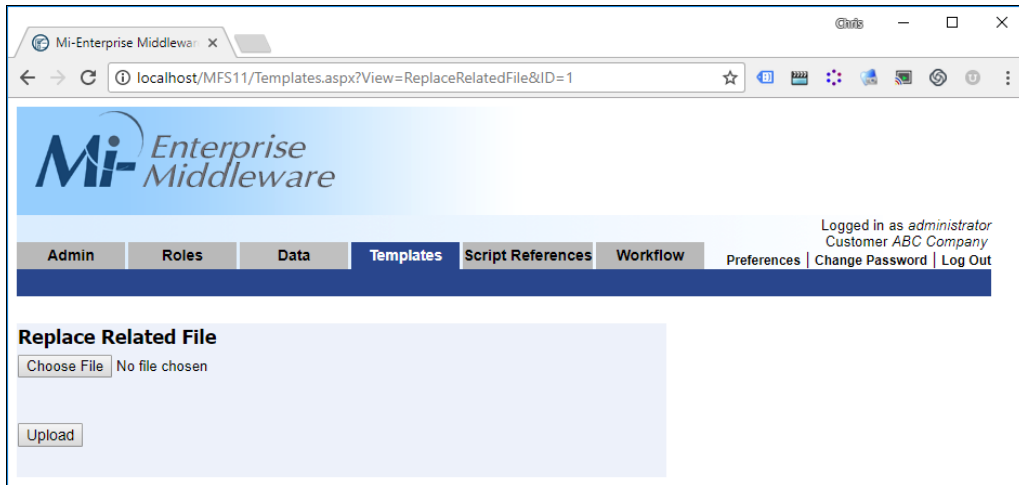 Chris
Mi-Enterprise Middlewar
localhost/MFS11/Templates.aspx?View=ReplaceRelatedFile&ID=1
Mi- Enterprise
Middleware
Logged in as administrator
Customer ABC Company
Admin Roles Data Templates Script References Workflow Preferences | Change Password | Log Out
Replace Related File
Choose File No file chosen
Upload